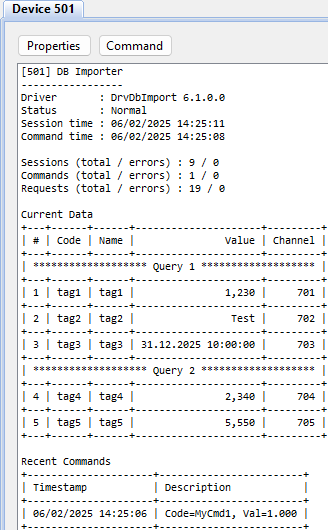 Device 501
Properties Command
[501] DB Importer
-----------------
Driver       : DrvDbImport 6.1.0.0
Status       : Normal
Session time : 06/02/2025 14:25:11
Command time : 06/02/2025 14:25:08
Sessions (total / errors) : 9 / 0
Commands (total / errors) : 1 / 0
Requests (total / errors) : 19 / 0
Current Data
+---+------+------+---------------------+---------+
| # | Code | Name |               Value | Channel |
+---+------+------+---------------------+---------+
| ******************* Query 1 ******************* |
+---+------+------+---------------------+---------+
| 1 | tag1 | tag1 |               1,230 |     701 |
+---+------+------+---------------------+---------+
| 2 | tag2 | tag2 |                Test |     702 |
+---+------+------+---------------------+---------+
| 3 | tag3 | tag3 | 31.12.2025 10:00:00 |     703 |
+---+------+------+---------------------+---------+
| ******************* Query 2 ******************* |
+---+------+------+---------------------+---------+
| 4 | tag4 | tag4 |               2,340 |     704 |
+---+------+------+---------------------+---------+
| 5 | tag5 | tag5 |               5,550 |     705 |
+---+------+------+---------------------+---------+
Recent Commands
+---------------------+------------------------+
| Timestamp           | Description            |
+---------------------+------------------------+
| 06/02/2025 14:25:06 | Code=MyCmd1, Val=1.000 |
+---------------------+------------------------+